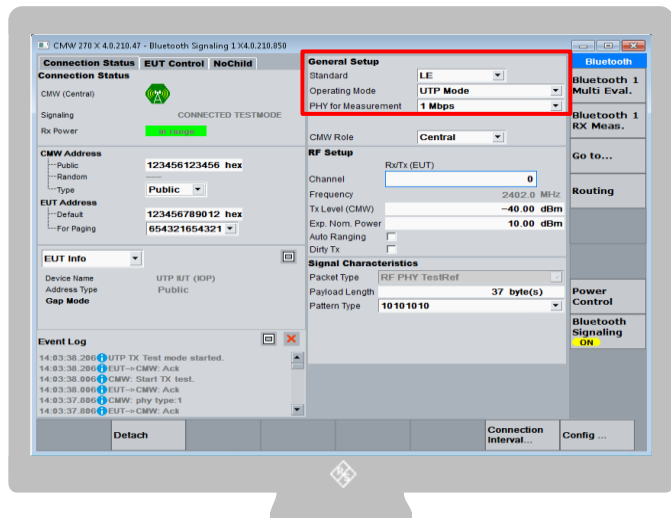 CMW 270 X 4.0.210.47 - Bluetooth Signaling 1 X4.0.210.850
Connection Status EUT Control NoChild
Connection Status
CMW (Central)
Signaling CONNECTED TESTMODE
Rx Power In range
CMW Address
Public 123456123456 hex
Random ----
Type Public
EUT Address
Default 123456789012 hex
For Paging 654321654321
EUT Info
Device Name UTP IUT (IOP)
Address Type Public
Gap Mode
Event Log
14:03:38.206 UTP TX Test mode started.
14:03:38.206 EUT-->CMW: Ack
14:03:38.006 CMW: Start TX test.
14:03:38.006 EUT-->CMW: Ack
14:03:37.806 CMW: phy type:1
14:03:37.806 EUT-->CMW: Ack
General Setup
Standard LE
Operating Mode UTP Mode
PHY for Measurement 1 Mbps
CMW Role Central
RF Setup
Rx/Tx (EUT)
Channel 0
Frequency 2402.0 MHz
Tx Level (CMW) -40.00 dBm
Exp. Nom. Power 10.00 dBm
Auto Ranging
Dirty Tx
Signal Characteristics
Packet Type RF PHY TestRef
Payload Length 37 byte(s)
Pattern Type 10101010
Bluetooth
Bluetooth 1
Multi Eval.
Bluetooth 1
RX Meas.
Go to...
Routing
Power
Control
Bluetooth
Signaling
ON
Detach
Connection
Interval...
Config ...